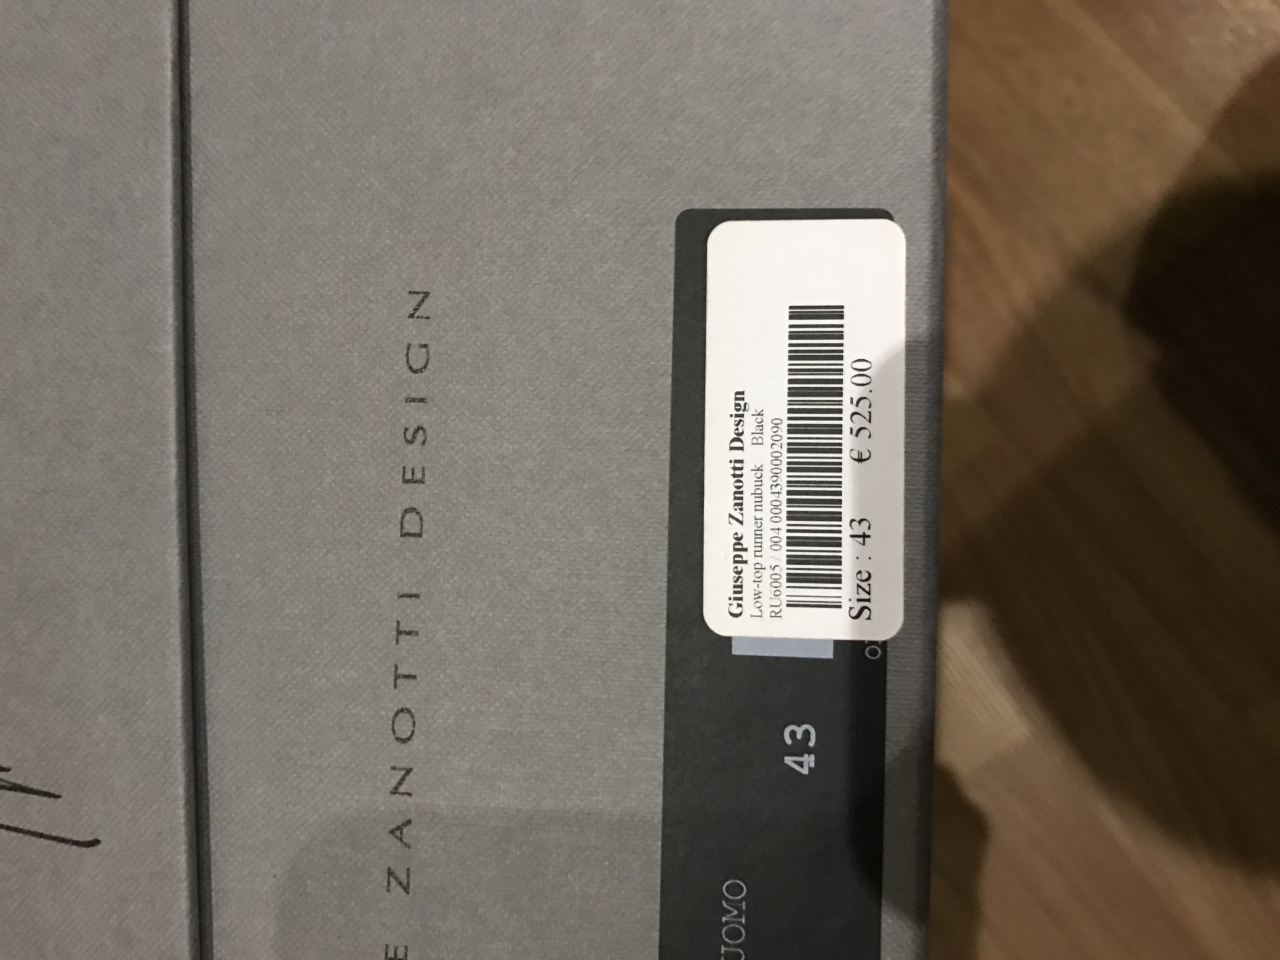 E ZANOTTI DESIGN
Giuseppe Zanotti Design
Low-top runner nubuck Black
RU6005 / 004 0004390002090
Size : 43 € 525.00
43
UOMO